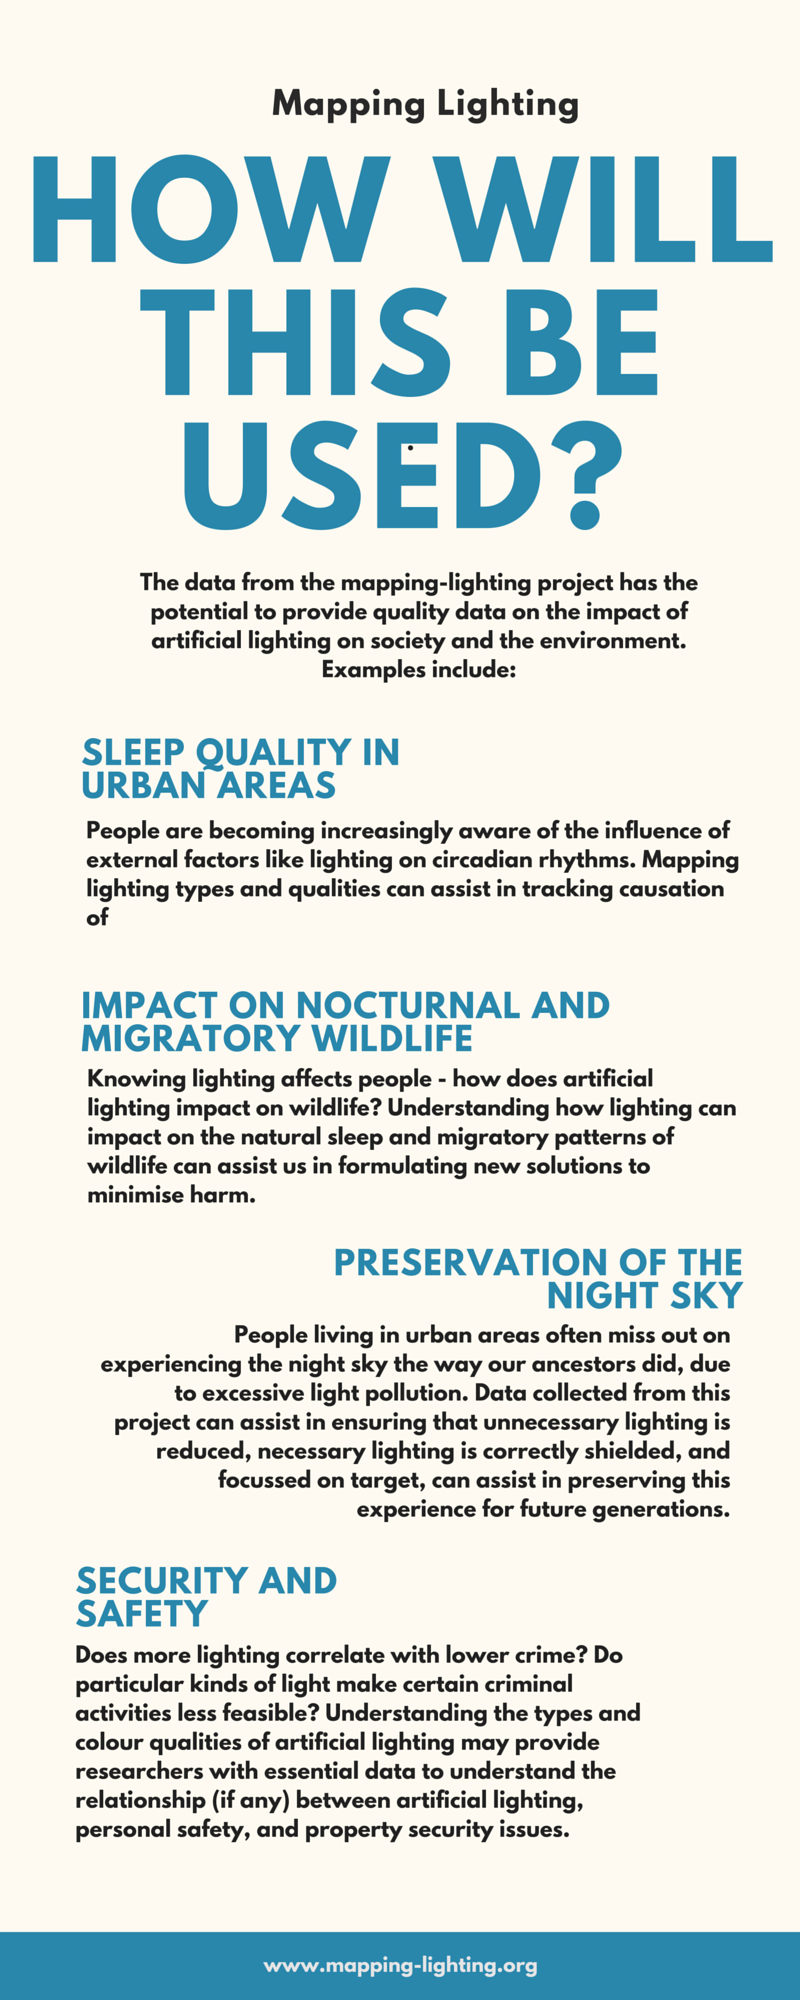 Mapping Lighting
HOW WILL
THIS BE
USED?
The data from the mapping-lighting project has the
potential to provide quality data on the impact of
artificial lighting on society and the environment.
Examples include:
SLEEP QUALITY IN
URBAN AREAS
People are becoming increasingly aware of the influence of
external factors like lighting on circadian rhythms. Mapping
lighting types and qualities can assist in tracking causation
of
IMPACT ON NOCTURNAL AND
MIGRATORY WILDLIFE
Knowing lighting affects people - how does artificial
lighting impact on wildlife? Understanding how lighting can
impact on the natural sleep and migratory patterns of
wildlife can assist us in formulating new solutions to
minimise harm.
PRESERVATION OF THE
NIGHT SKY
People living in urban areas often miss out on
experiencing the night sky the way our ancestors did, due
to excessive light pollution. Data collected from this
project can assist in ensuring that unnecessary lighting is
reduced, necessary lighting is correctly shielded, and
focussed on target, can assist in preserving this
experience for future generations.
SECURITY AND
SAFETY
Does more lighting correlate with lower crime? Do
particular kinds of light make certain criminal
activities less feasible? Understanding the types and
colour qualities of artificial lighting may provide
researchers with essential data to understand the
relationship (if any) between artificial lighting,
personal safety, and property security issues.
www.mapping-lighting.org